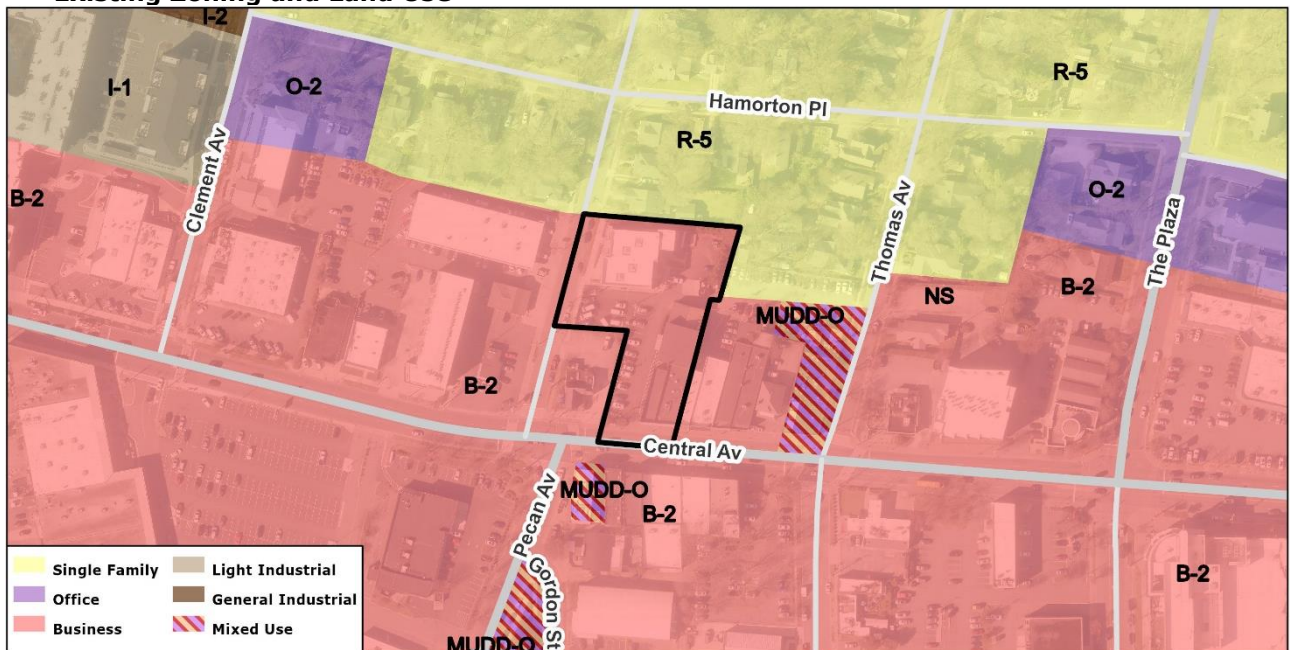 Existing Zoning and Land Use
I-2
I-1
O-2
R-5
Hamorton Pl
R-5
Clement Av
B-2
O-2
Thomas Av
The Plaza
NS
B-2
MUDD-O
B-2
Central Av
Pecan Av
MUDD-O
B-2
Gordon St
B-2
MUDD-O
Single Family
Light Industrial
Office
General Industrial
Business
Mixed Use